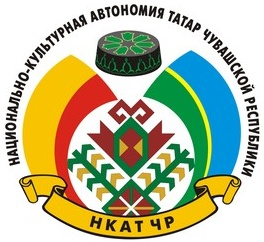 НАЦИОНАЛЬНО-КУЛЬТУРНАЯ АВТОНОМИЯ ТАТАР ЧУВАШСКОЙ РЕСПУБЛИКИ
НКАТ ЧР